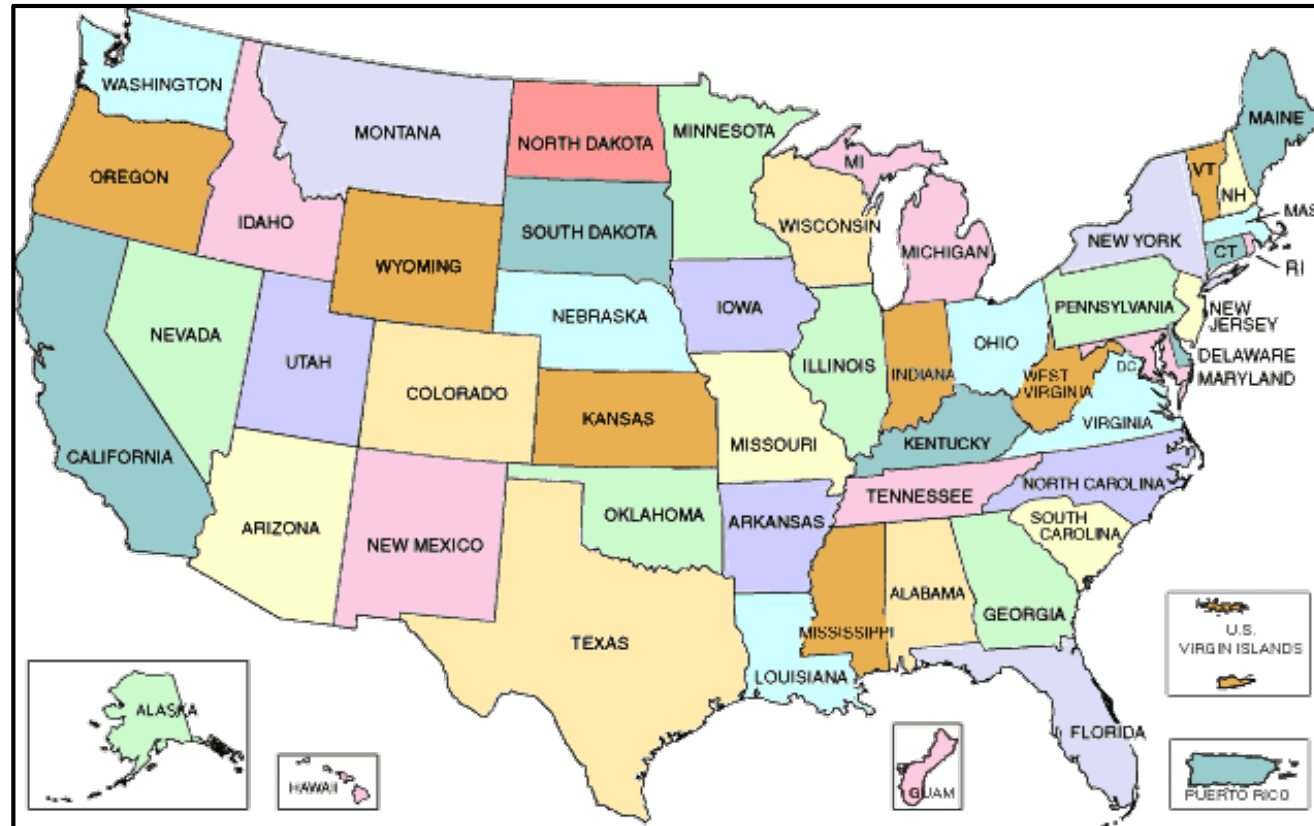 WASHINGTON
MONTANA
NORTH DAKOTA
MINNESOTA
MAINE
OREGON
IDAHO
WYOMING
SOUTH DAKOTA
WISCONSIN
MI
MICHIGAN
VT
NH
MAS
NEW YORK
CT
RI
NEVADA
UTAH
COLORADO
NEBRASKA
IOWA
ILLINOIS
INDIANA
OHIO
PENNSYLVANIA
NEW
JERSEY
DELAWARE
MARYLAND
DC
WEST
VIRGINIA
VIRGINIA
CALIFORNIA
KANSAS
MISSOURI
KENTUCKY
ARIZONA
NEW MEXICO
OKLAHOMA
ARKANSAS
TENNESSEE
NORTH CAROLINA
SOUTH
CAROLINA
TEXAS
LOUISIANA
MISSISSIPPI
ALABAMA
GEORGIA
FLORIDA
ALASKA
HAWAII
GUAM
U.S.
VIRGIN ISLANDS
PUERTO RICO